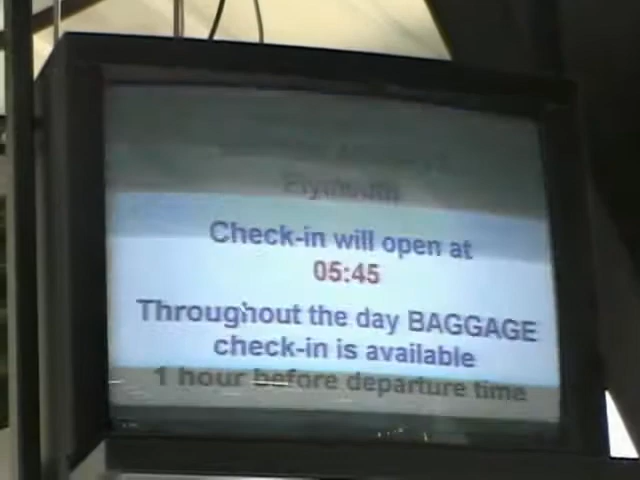 Plymouth
Check-in will open at
05:45
Throughout the day BAGGAGE
check-in is available
1 hour before departure time